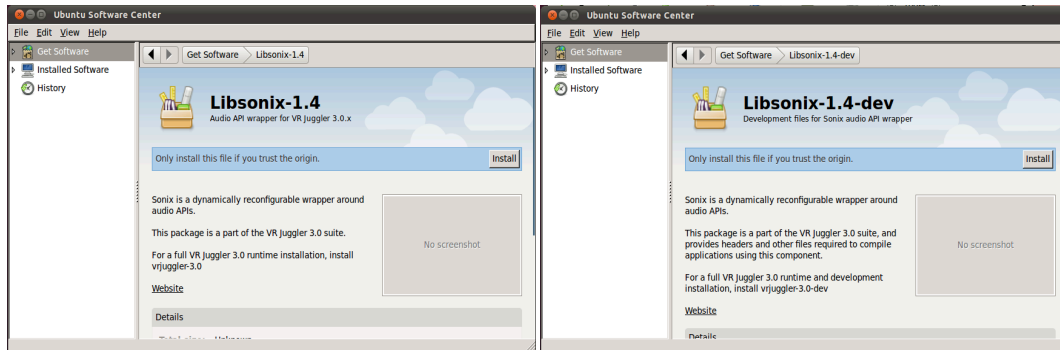 Ubuntu Software Center
File Edit View Help
Get Software
Installed Software
History
Get Software Libsonix-1.4
Libsonix-1.4
Audio API wrapper for VR Juggler 3.0.x
Only install this file if you trust the origin. Install
Sonix is a dynamically reconfigurable wrapper around
audio APIs.
This package is a part of the VR Juggler 3.0 suite.
For a full VR Juggler 3.0 runtime installation, install
vrjuggler-3.0
Website
No screenshot
Details
Ubuntu Software Center
File Edit View Help
Get Software
Installed Software
History
Get Software Libsonix-1.4-dev
Libsonix-1.4-dev
Development files for Sonix audio API wrapper
Only install this file if you trust the origin. Install
Sonix is a dynamically reconfigurable wrapper around
audio APIs.
This package is a part of the VR Juggler 3.0 suite, and
provides headers and other files required to compile
applications using this component.
For a full VR Juggler 3.0 runtime and development
installation, install vrjuggler-3.0-dev
Website
No screenshot
Details